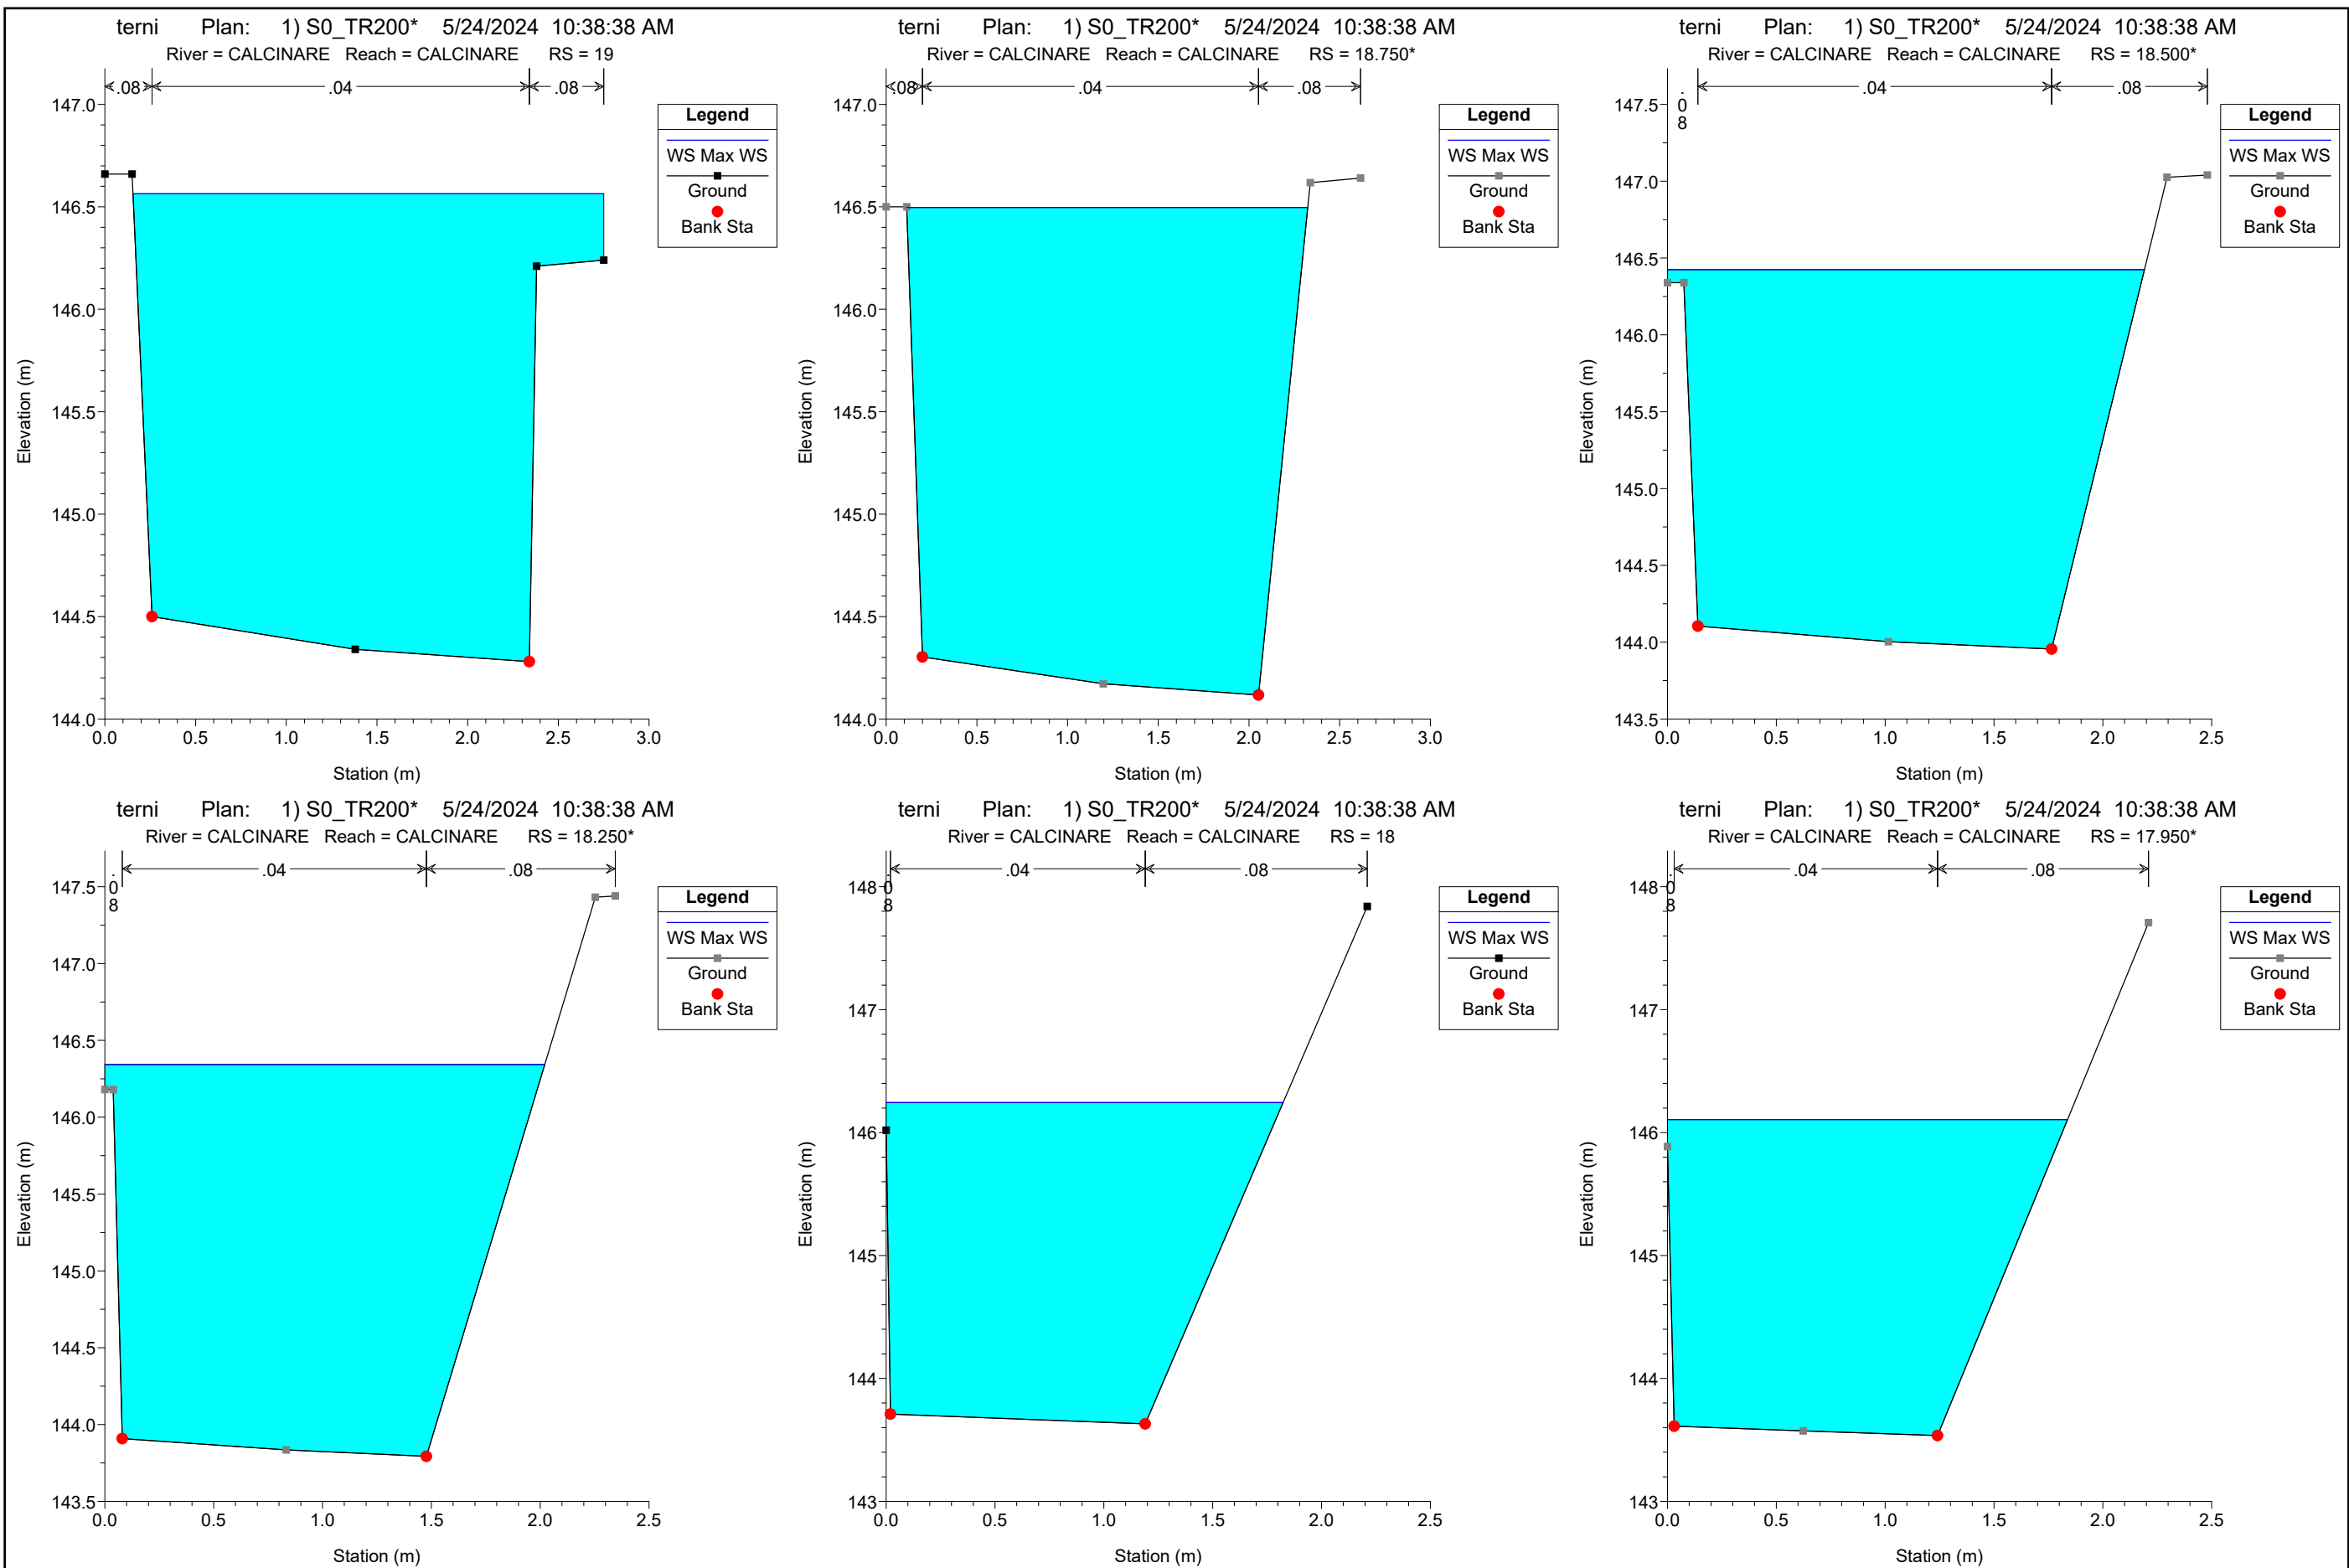 terni Plan: 1) S0_TR200* 5/24/2024 10:38:38 AM
River = CALCINARE Reach = CALCINARE RS = 19
.08 .04 .08
147.0
146.5
146.0
145.5
145.0
144.5
144.0
0.0 0.5 1.0 1.5 2.0 2.5 3.0
Station (m)
Elevation (m)
Legend
WS Max WS
Ground
Bank Sta
terni Plan: 1) S0_TR200* 5/24/2024 10:38:38 AM
River = CALCINARE Reach = CALCINARE RS = 18.750*
.08 .04 .08
147.0
146.5
146.0
145.5
145.0
144.5
144.0
0.0 0.5 1.0 1.5 2.0 2.5 3.0
Station (m)
Elevation (m)
Legend
WS Max WS
Ground
Bank Sta
terni Plan: 1) S0_TR200* 5/24/2024 10:38:38 AM
River = CALCINARE Reach = CALCINARE RS = 18.500*
.08 .04 .08
147.5
147.0
146.5
146.0
145.5
145.0
144.5
144.0
143.5
0.0 0.5 1.0 1.5 2.0 2.5
Station (m)
Elevation (m)
Legend
WS Max WS
Ground
Bank Sta
terni Plan: 1) S0_TR200* 5/24/2024 10:38:38 AM
River = CALCINARE Reach = CALCINARE RS = 18.250*
.08 .04 .08
147.5
147.0
146.5
146.0
145.5
145.0
144.5
144.0
143.5
0.0 0.5 1.0 1.5 2.0 2.5
Station (m)
Elevation (m)
Legend
WS Max WS
Ground
Bank Sta
terni Plan: 1) S0_TR200* 5/24/2024 10:38:38 AM
River = CALCINARE Reach = CALCINARE RS = 18
.08 .04 .08
148
147
146
145
144
143
0.0 0.5 1.0 1.5 2.0 2.5
Station (m)
Elevation (m)
Legend
WS Max WS
Ground
Bank Sta
terni Plan: 1) S0_TR200* 5/24/2024 10:38:38 AM
River = CALCINARE Reach = CALCINARE RS = 17.950*
.08 .04 .08
148
147
146
145
144
143
0.0 0.5 1.0 1.5 2.0 2.5
Station (m)
Elevation (m)
Legend
WS Max WS
Ground
Bank Sta